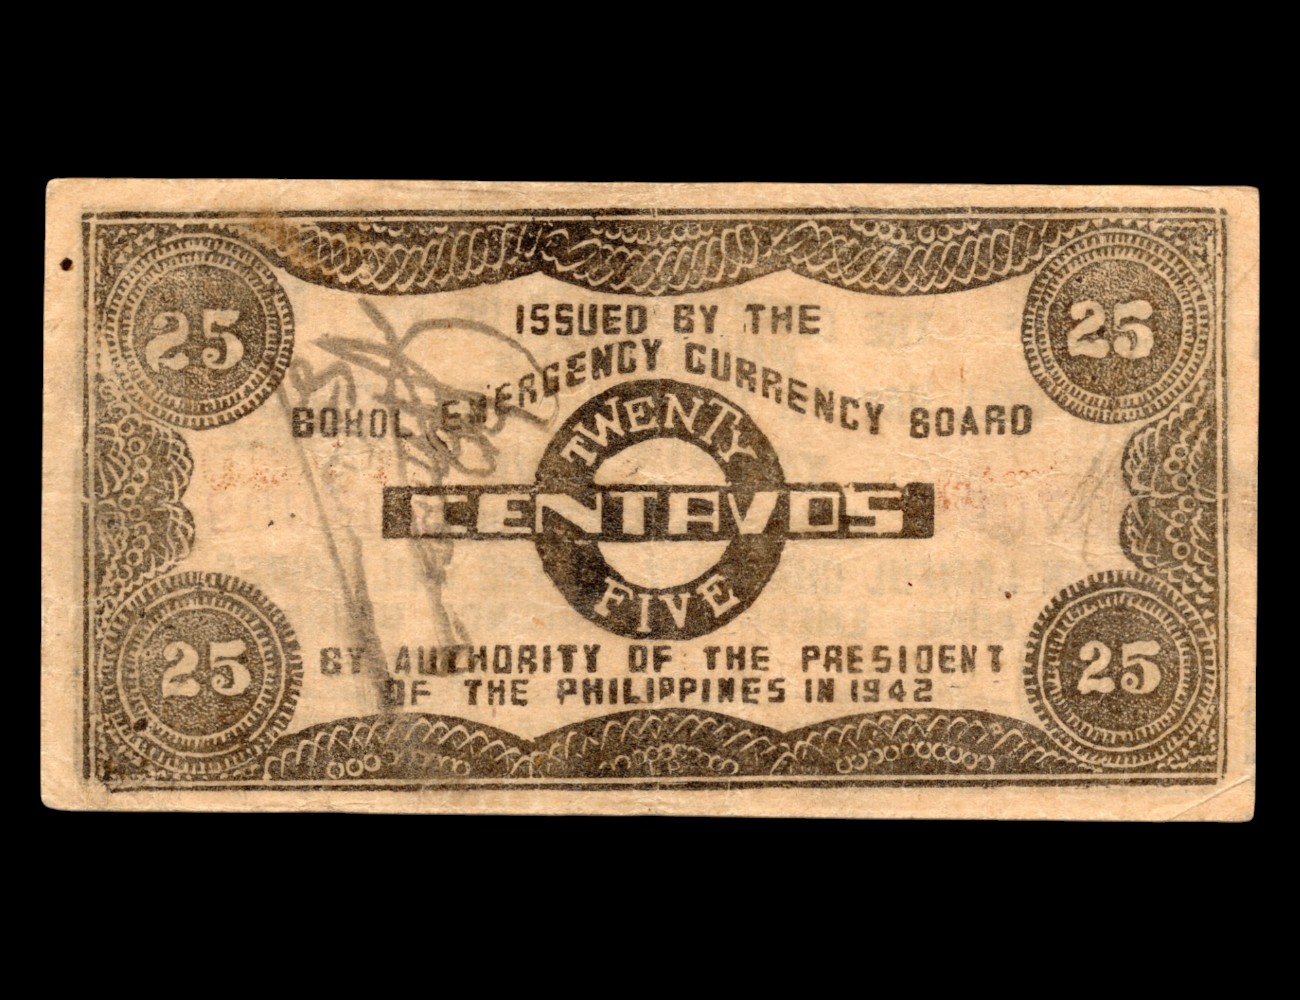 25
25
ISSUED BY THE
BOHOL EMERGENCY CURRENCY BOARD
TWENTY
CENTAVOS
FIVE
BY AUTHORITY OF THE PRESIDENT
OF THE PHILIPPINES IN 1942
25
25